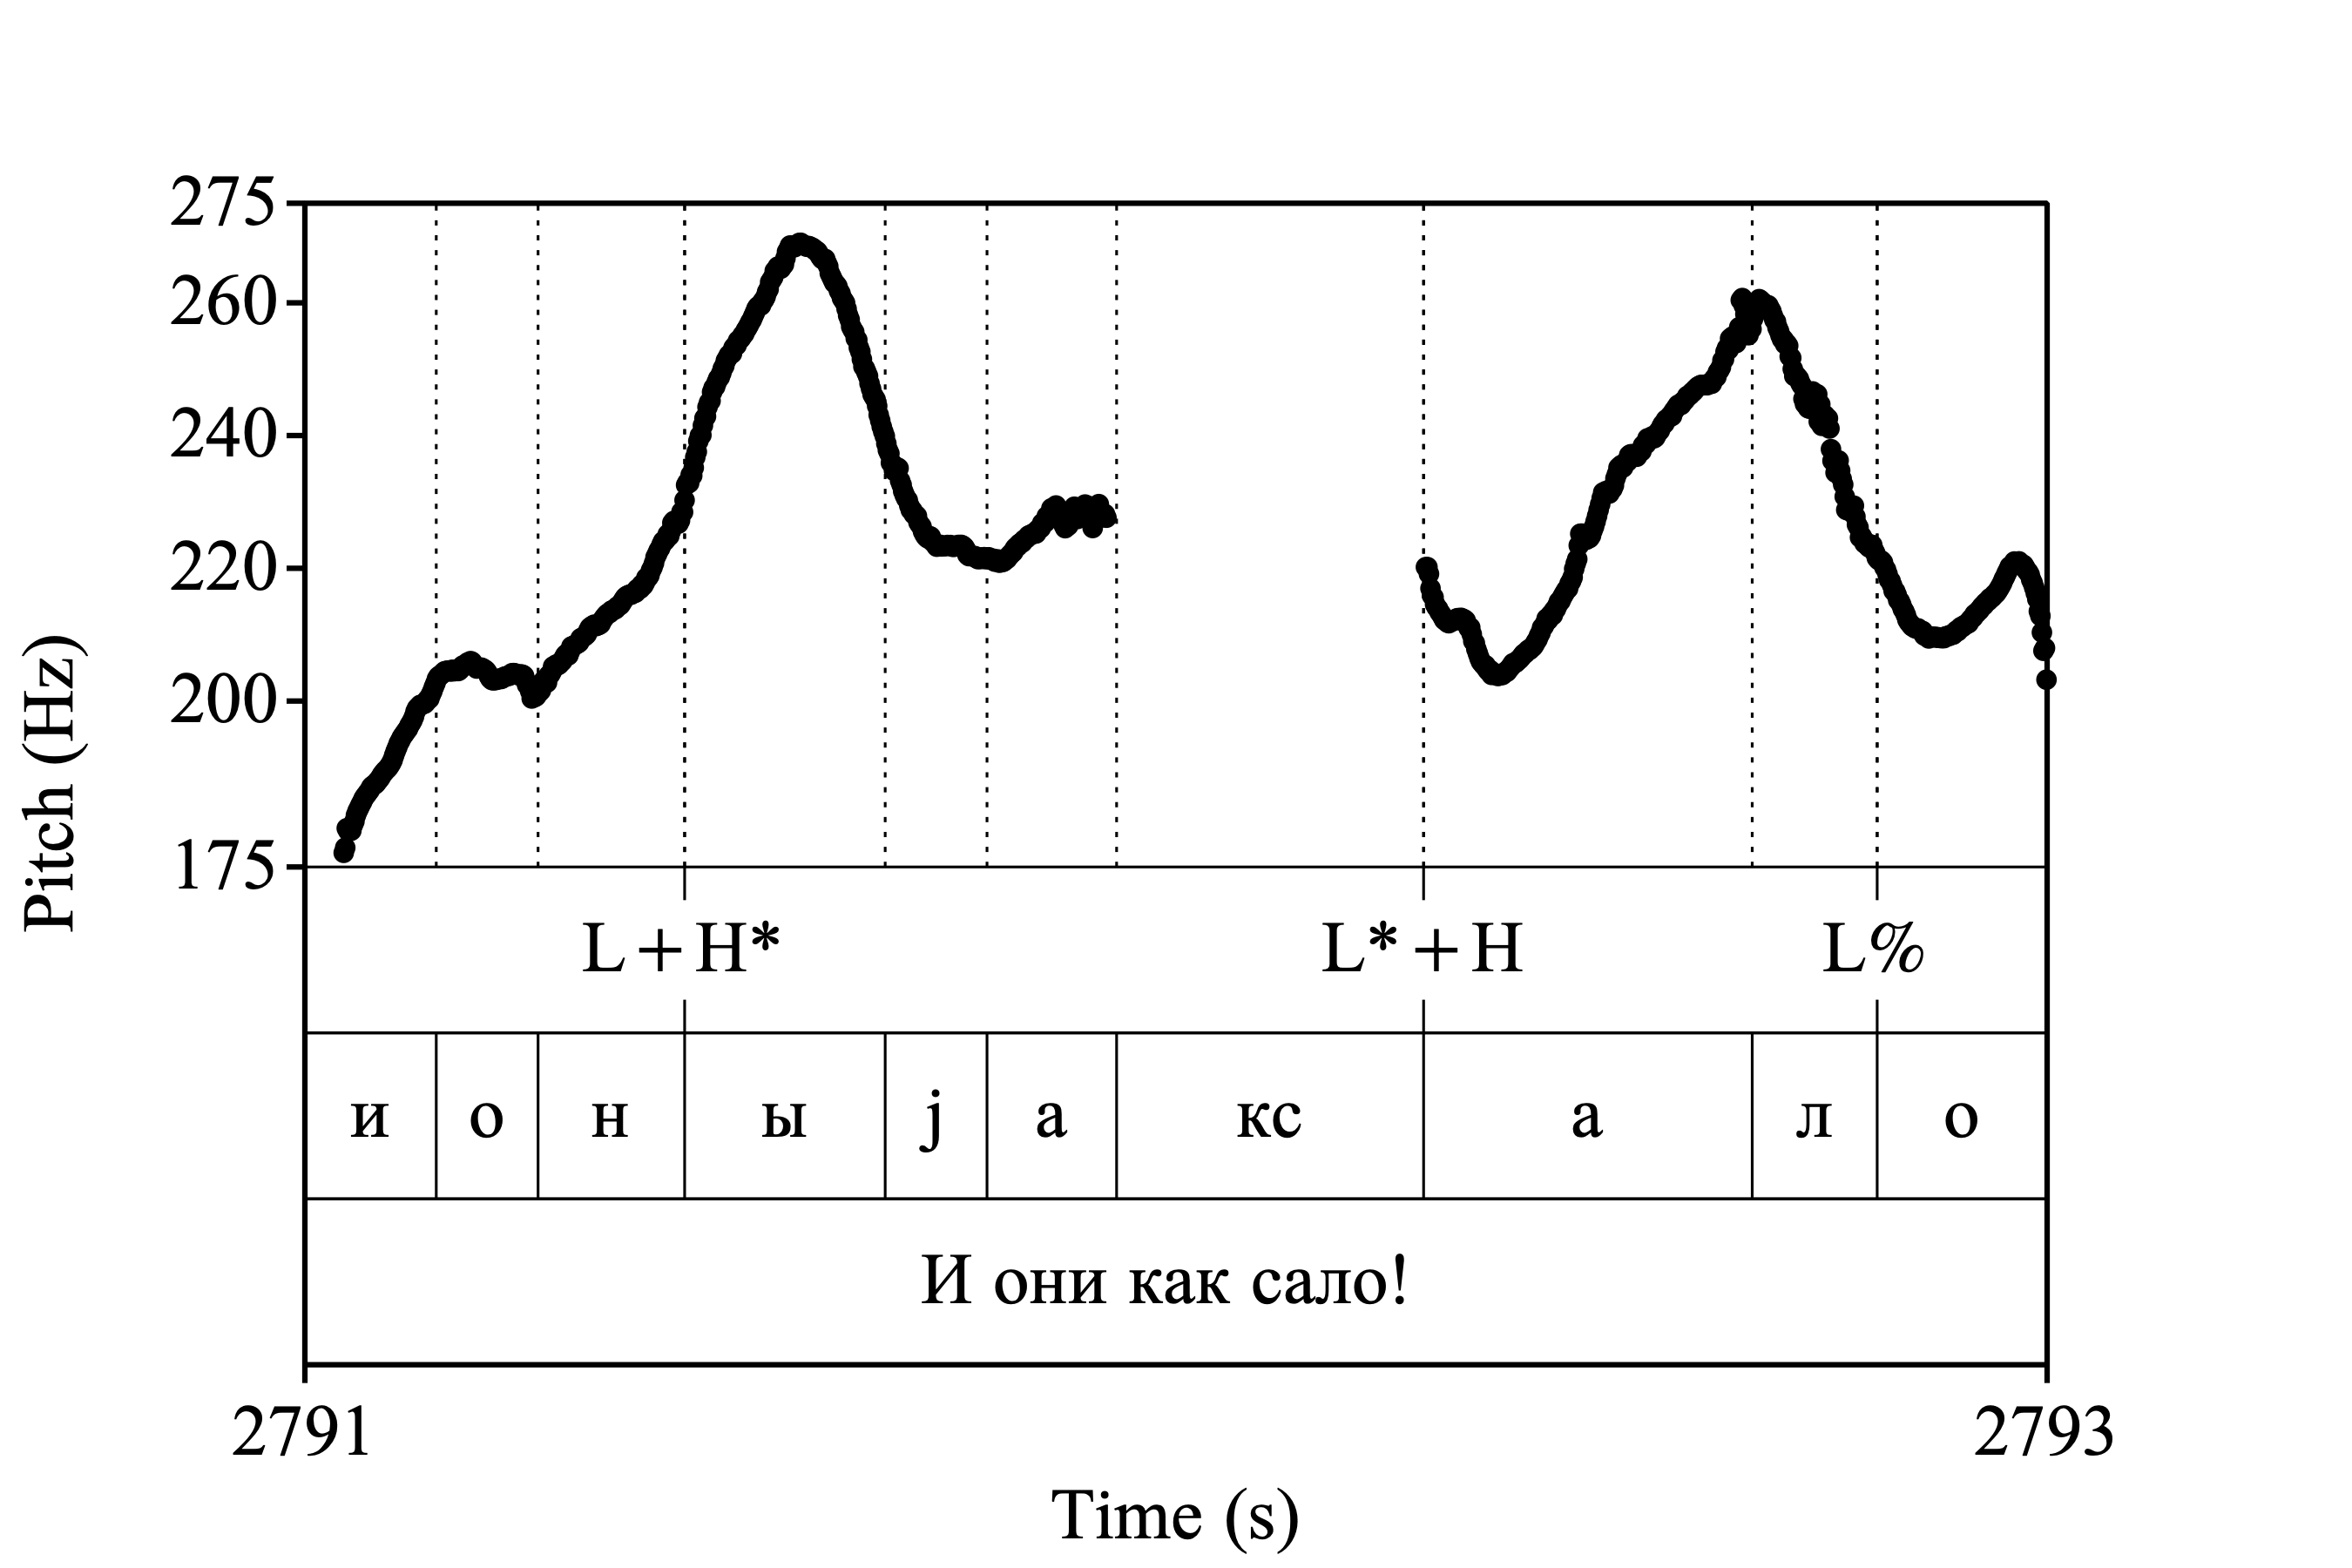 275
260
240
220
200
175
Pitch (Hz)
L+H* L*+H L%
и о н ы ј а кс а л о
И они как сало!
2791 2793
Time (s)